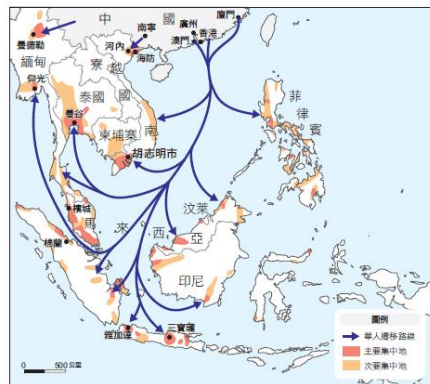 中國
廈門
廣州
澳門
香港
南寧
曼德勒
河內
海防
緬甸
寮
越
仰光
泰國
國
菲律賓
曼谷
柬埔寨
南
胡志明市
檳城
馬來西亞
汶萊
棉蘭
印尼
雅加達
三寶瓏
0 500公里
圖例
華人遷移路線
主要集中地
次要集中地